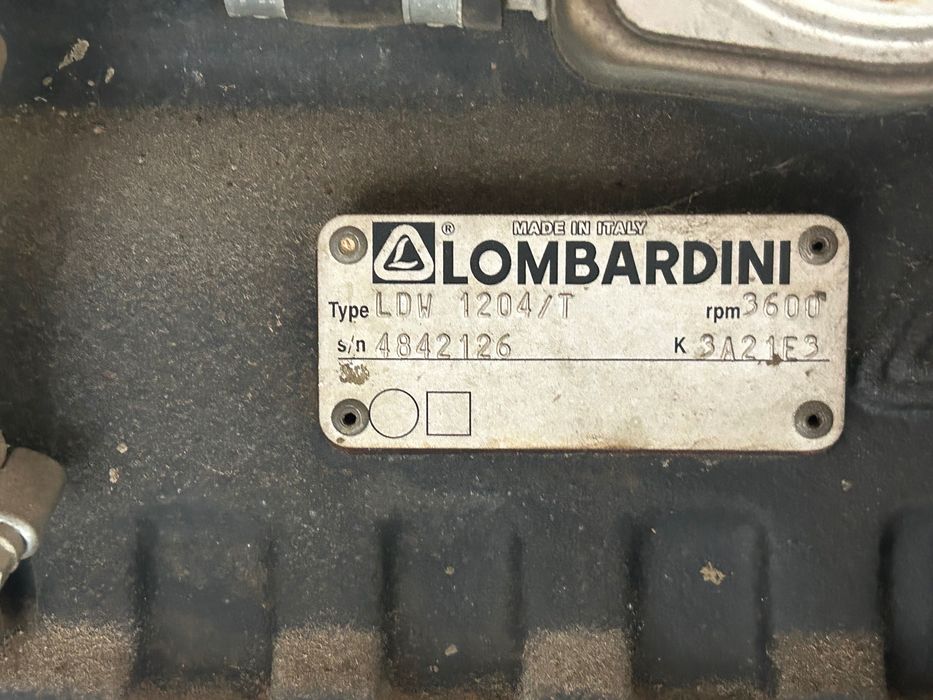 MADE IN ITALY
® LOMBARDINI
Type LDW 1204/T rpm 3600
s/n 4842126 K 3A21E3